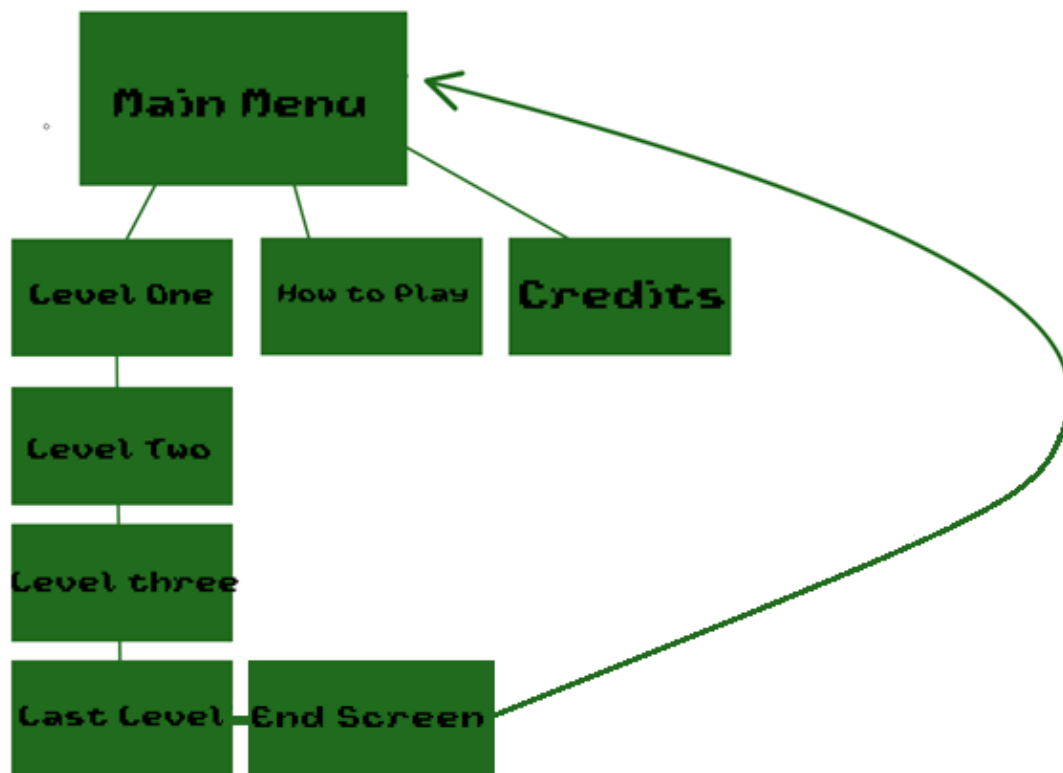 Main Menu
Level One
How to Play
Credits
Level Two
Level three
Last Level
End Screen